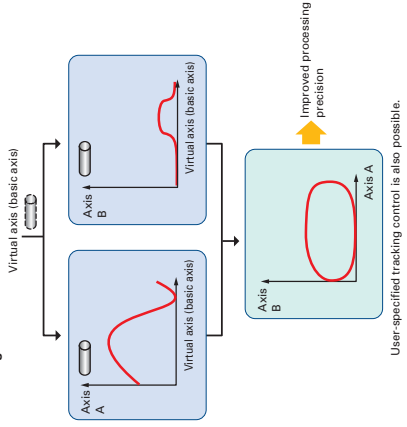 Virtual axis (basic axis)
Axis
A
Virtual axis (basic axis)
Axis
B
Virtual axis (basic axis)
Axis
B
Axis A
Improved processing
precision
User-specified tracking control is also possible.